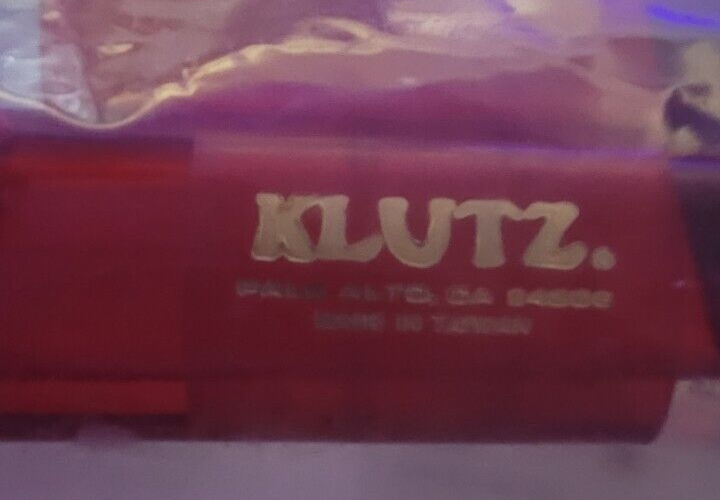 KLUTZ.
PALO ALTO, CA
MADE IN TAIWAN